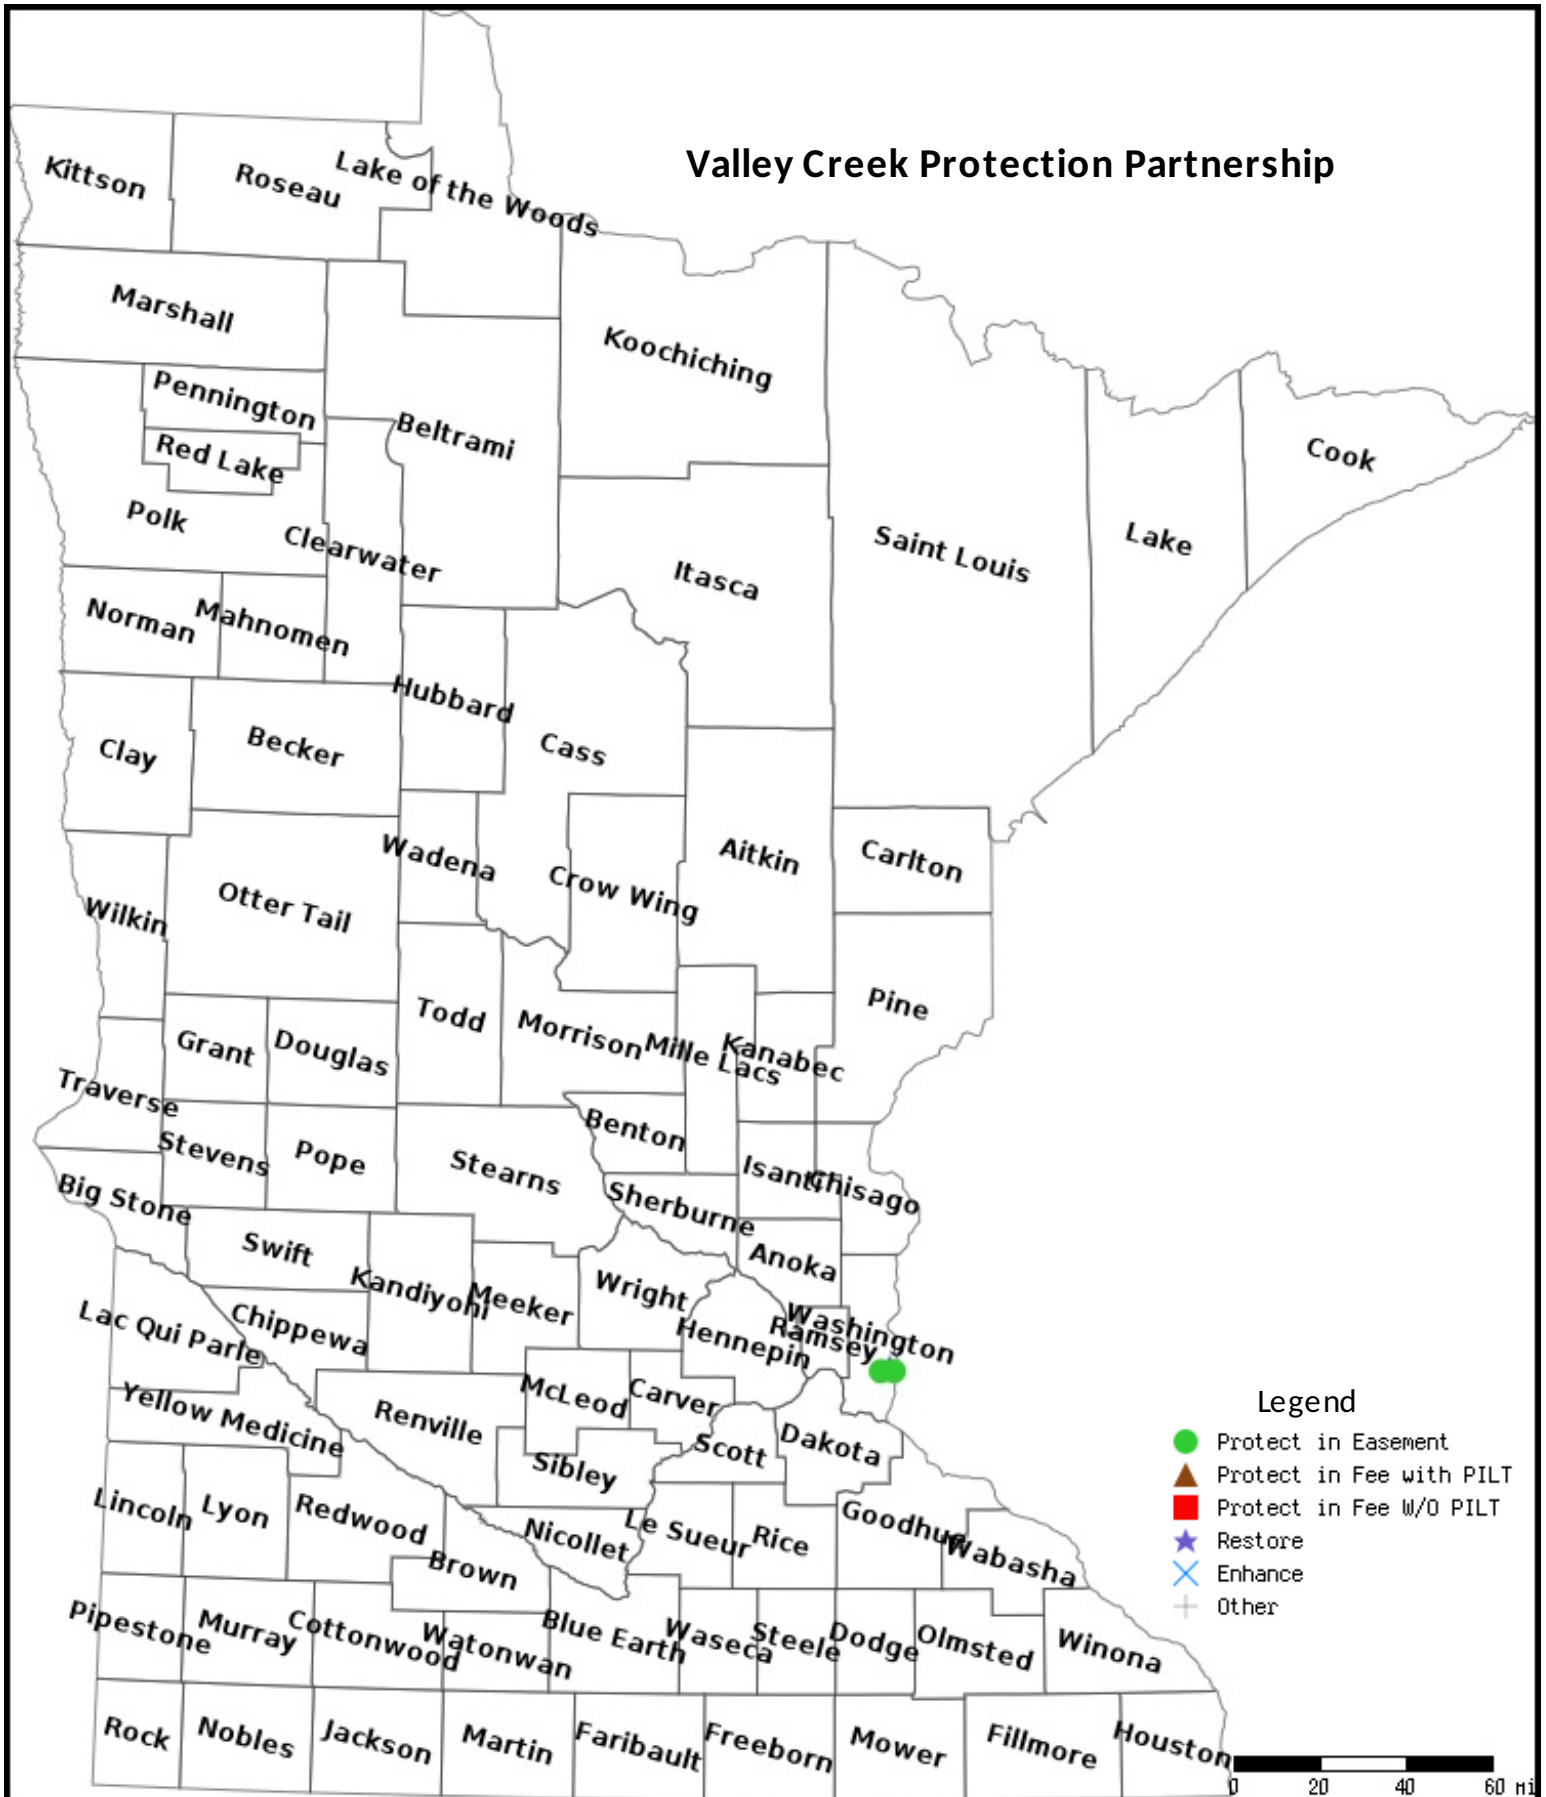 Valley Creek Protection Partnership
Kittson
Roseau
Lake of the Woods
Marshall
Koochiching
Pennington
Beltrami
Red Lake
Cook
Polk
Clearwater
Saint Louis
Lake
Itasca
Norman
Mahnomen
Hubbard
Clay
Becker
Cass
Wadena
Aitkin
Carlton
Crow Wing
Otter Tail
Wilkin
Pine
Todd
Morrison
Grant
Douglas
Mille Lacs
Kanabec
Traverse
Benton
Stevens
Pope
Stearns
Isanti
Chisago
Big Stone
Sherburne
Swift
Anoka
Kandiyohi
Meeker
Wright
Washington
Lac Qui Parle
Chippewa
Hennepin
Ramsey
McLeod
Carver
Yellow Medicine
Renville
Scott
Dakota
Sibley
Lincoln
Lyon
Redwood
Nicollet
Le Sueur
Rice
Goodhue
Wabasha
Brown
Pipestone
Murray
Cottonwood
Watonwan
Blue Earth
Waseca
Steele
Dodge
Olmsted
Winona
Rock
Nobles
Jackson
Martin
Faribault
Freeborn
Mower
Fillmore
Houston
Legend
Protect in Easement
Protect in Fee with PILT
Protect in Fee W/O PILT
Restore
Enhance
Other
0 20 40 60 mi